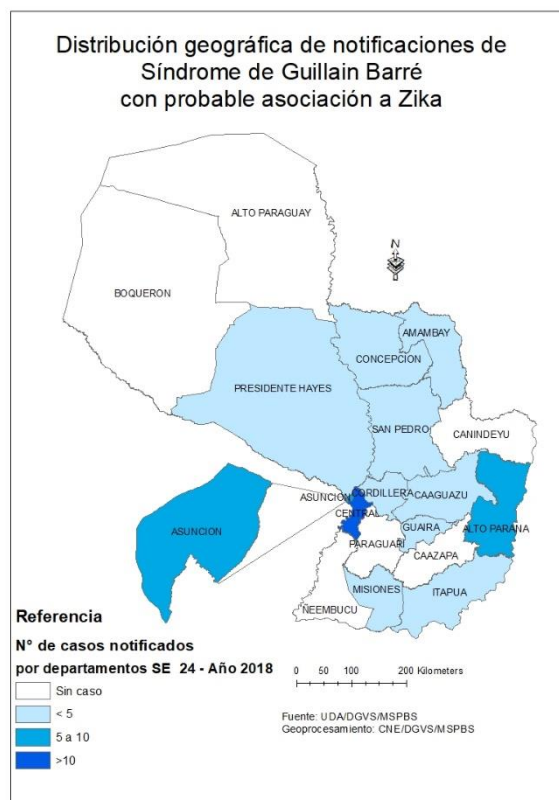 Distribución geográfica de notificaciones de
Síndrome de Guillain Barré
con probable asociación a Zika
ALTO PARAGUAY
N
BOQUERON
AMAMBAY
CONCEPCION
PRESIDENTE HAYES
SAN PEDRO
CANINDEYU
ASUNCION
CORDILLERA
CAAGUAZU
CENTRAL
ASUNCION
GUAIRA
ALTO PARANA
PARAGUARI
CAAZAPA
MISIONES
ITAPUA
ÑEEMBUCU
Referencia
N° de casos notificados
por departamentos SE 24 - Año 2018
Sin caso
< 5
5 a 10
>10
0 50 100 200 Kilometers
Fuente: UDA/DGVS/MSPBS
Geoprocesamiento: CNE/DGVS/MSPBS